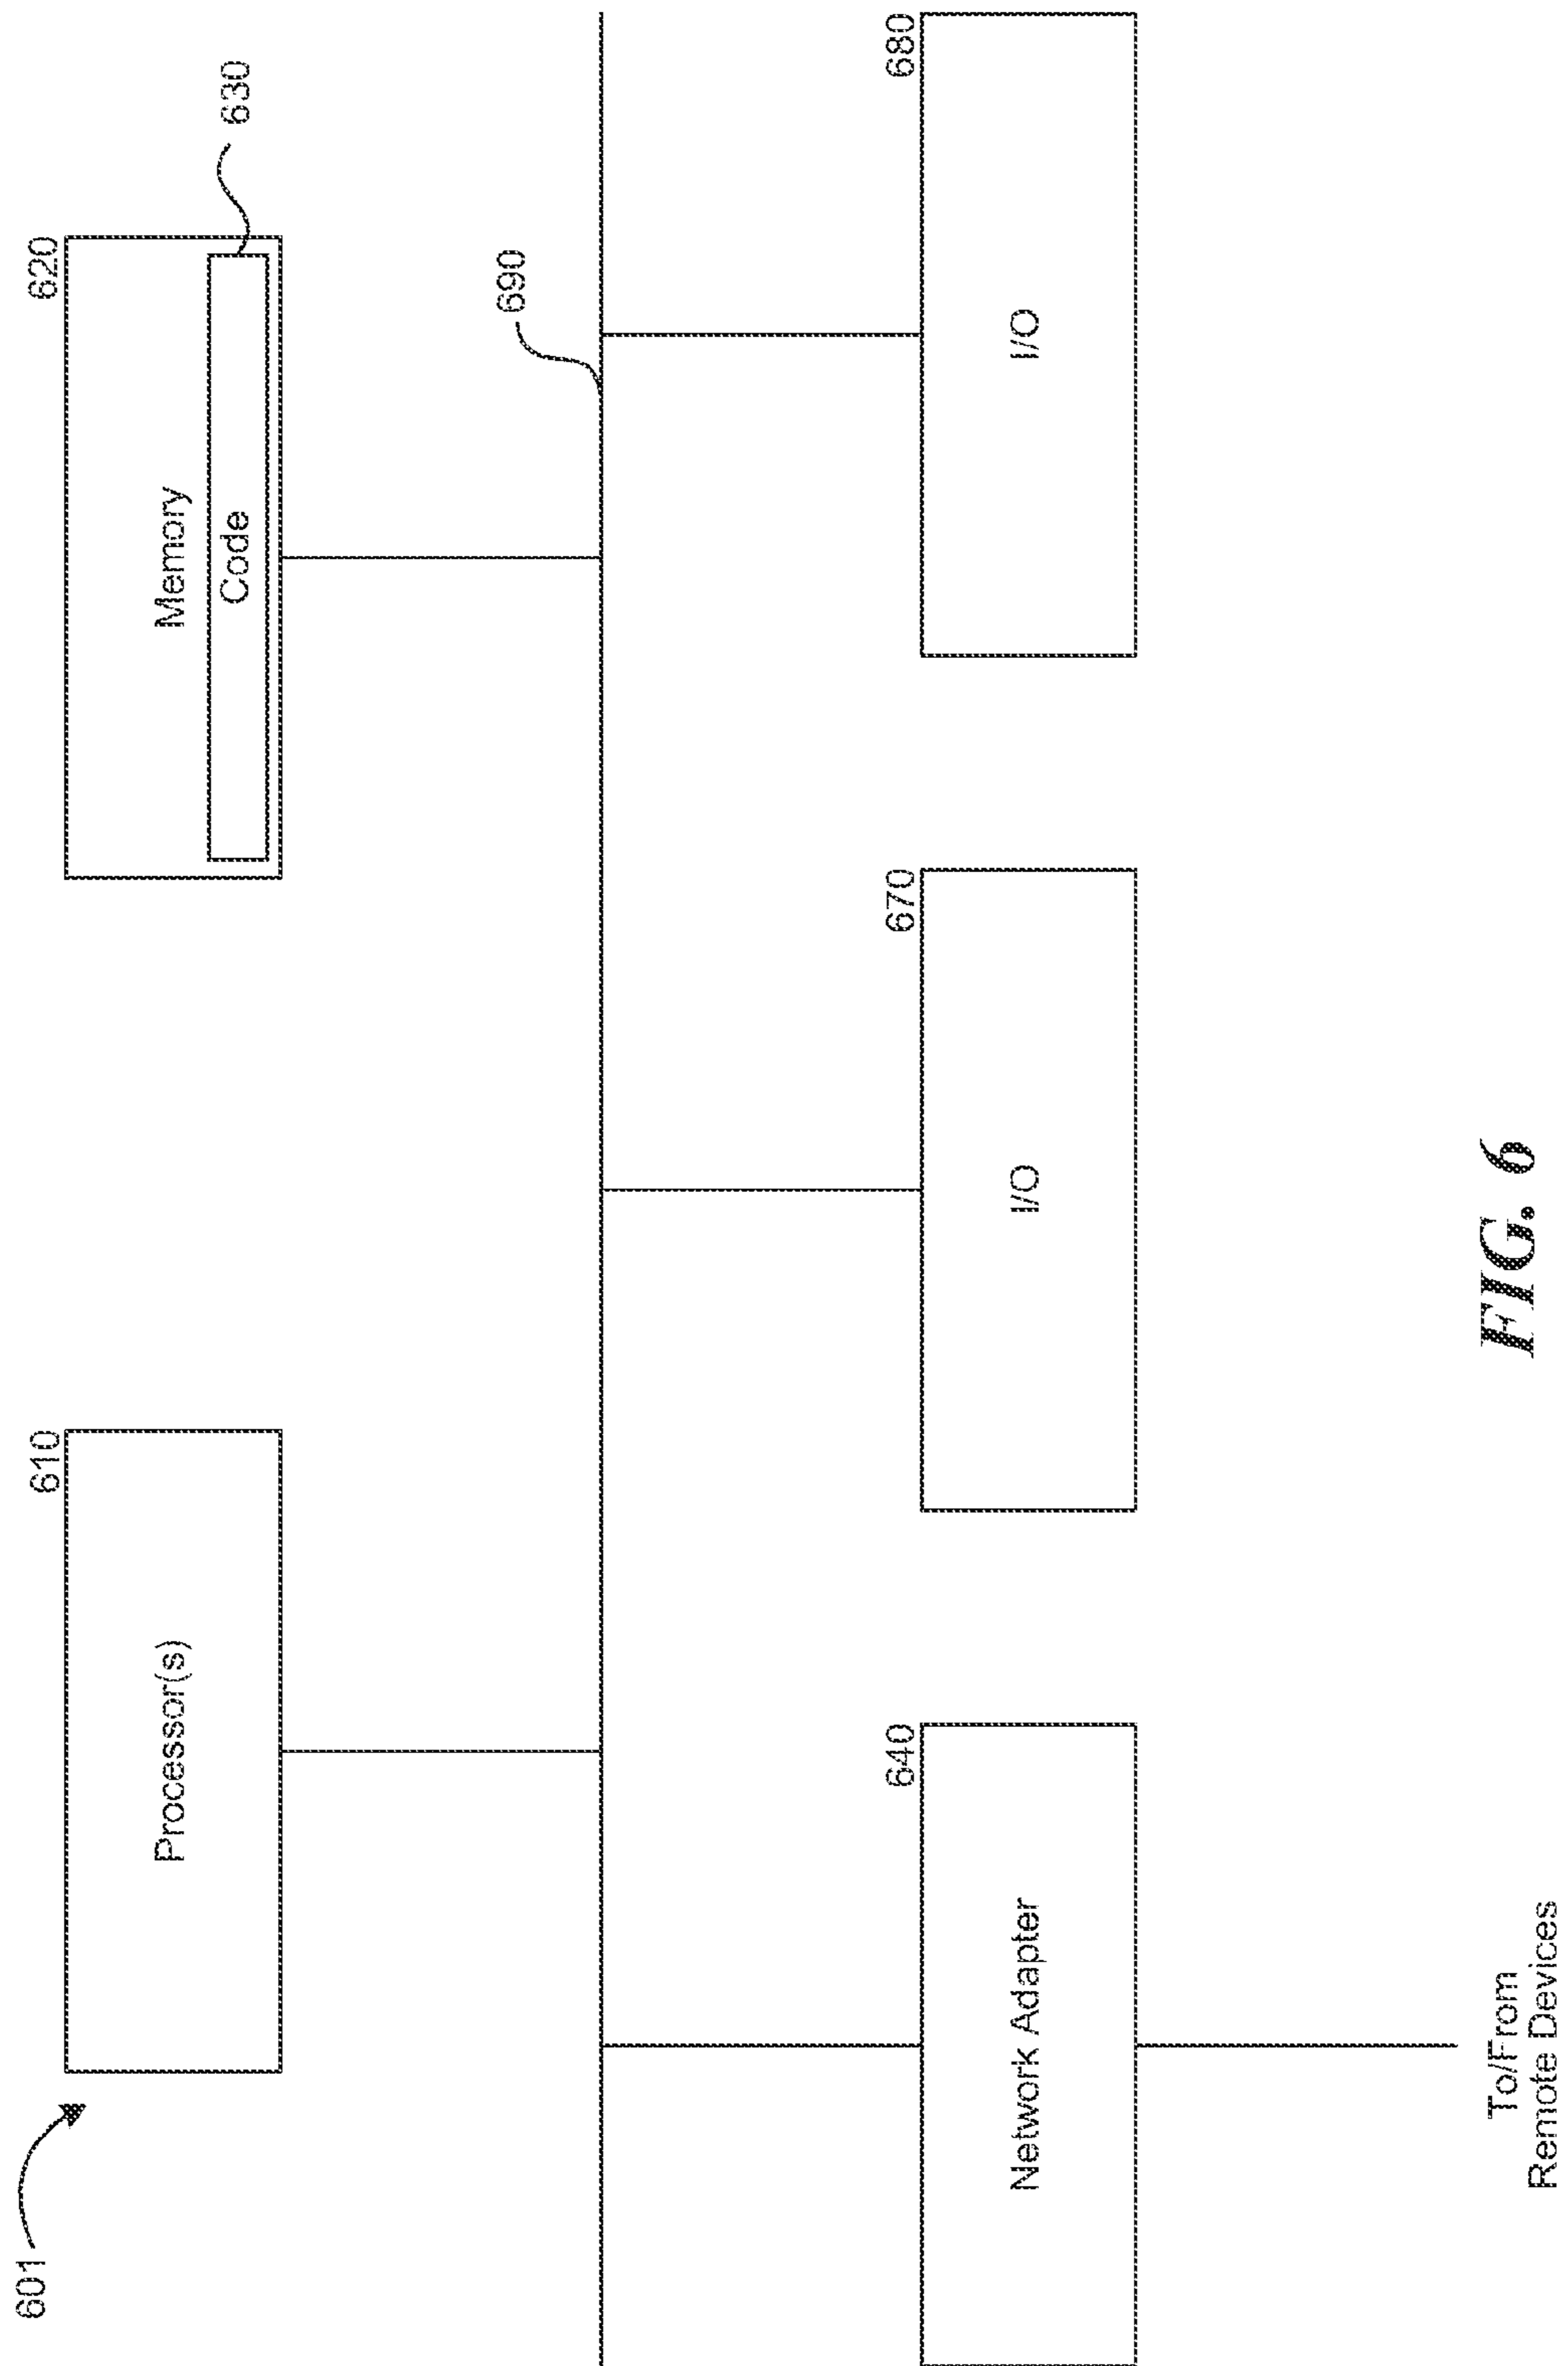 601
610
Processor(s)
620
Memory
Code
630
690
640
Network Adapter
670
I/O
680
I/O
To/From
Remote Devices
FIG. 6